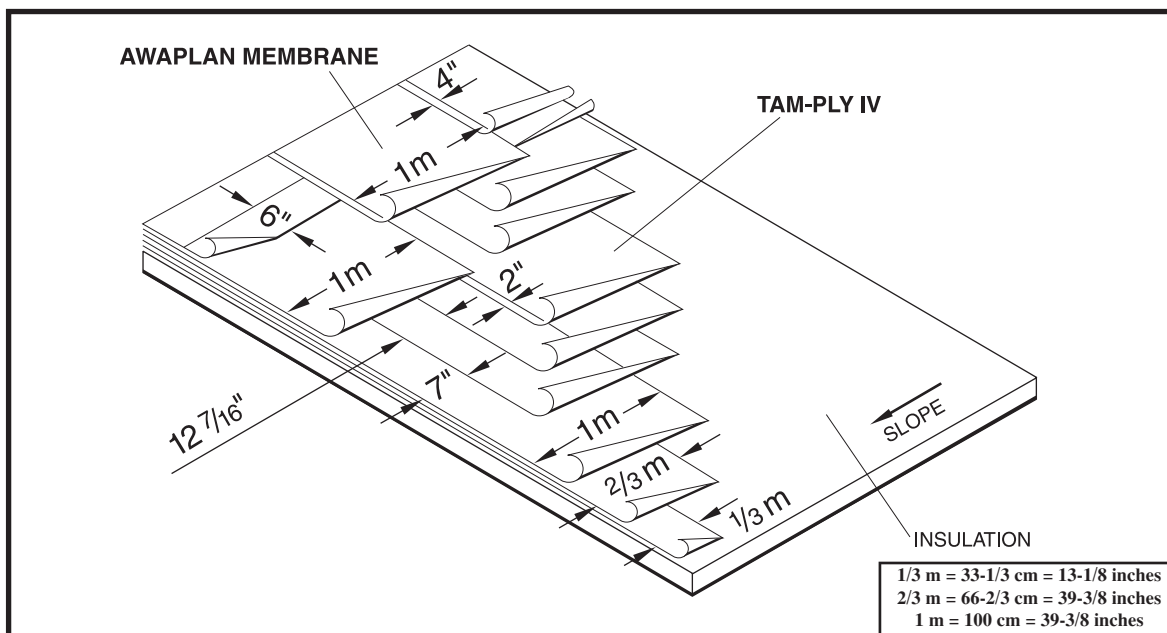 AWAPLAN MEMBRANE
4"
TAM-PLY IV
1m
6"
1m
2"
12 7/16"
7"
1m
2/3 m
1/3 m
SLOPE
INSULATION
1/3 m = 33-1/3 cm = 13-1/8 inches
2/3 m = 66-2/3 cm = 39-3/8 inches
1 m = 100 cm = 39-3/8 inches